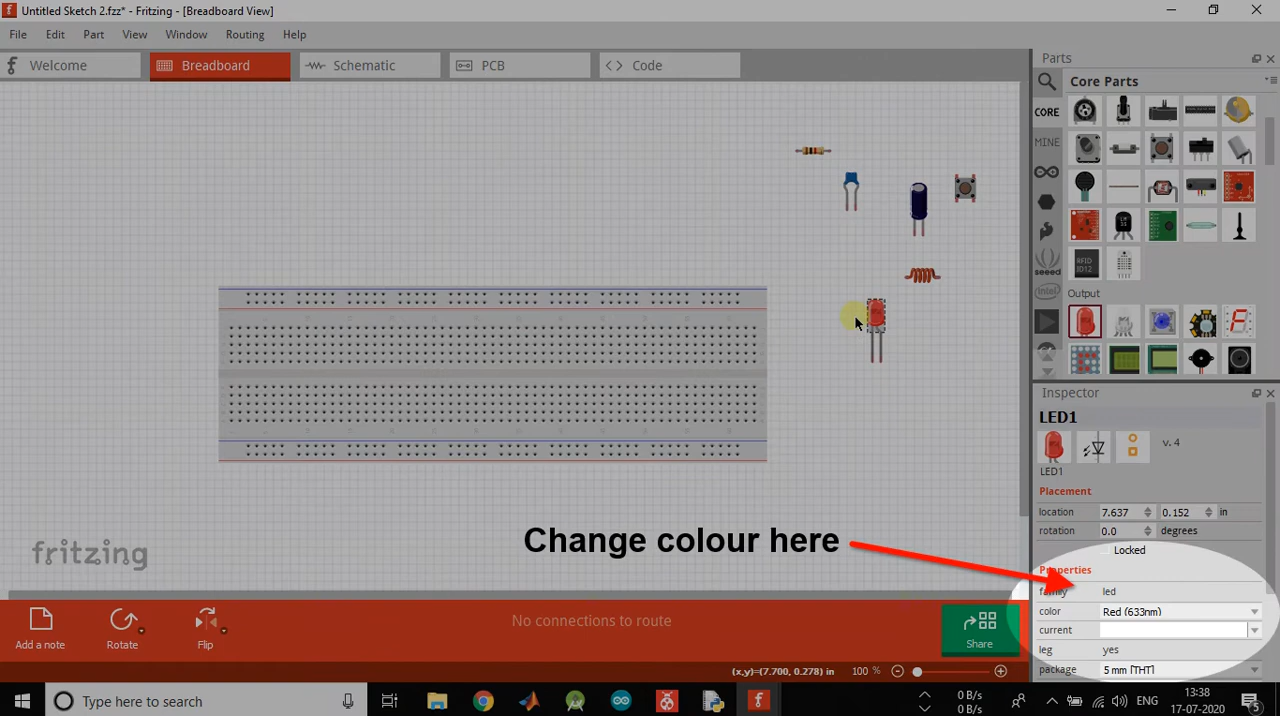 Untitled Sketch 2.fzz* - Fritzing - [Breadboard View]
File Edit Part View Window Routing Help
Welcome Breadboard Schematic PCB Code
Parts
Core Parts
CORE
MINE
seeed
RFID
ID12
intel
Output
Inspector
LED1
v. 4
LED1
Placement
location 7.637 0.152 in
rotation 0.0 degrees
Locked
Properties
family led
color Red (633nm)
current
leg yes
package 5 mm [THT]
Change colour here
fritzing
Add a note Rotate Flip
No connections to route
Share
(x,y)=(7.700, 0.278) in 100 %
Type here to search
0 B/s
0 B/s
ENG
13:38
17-07-2020
5